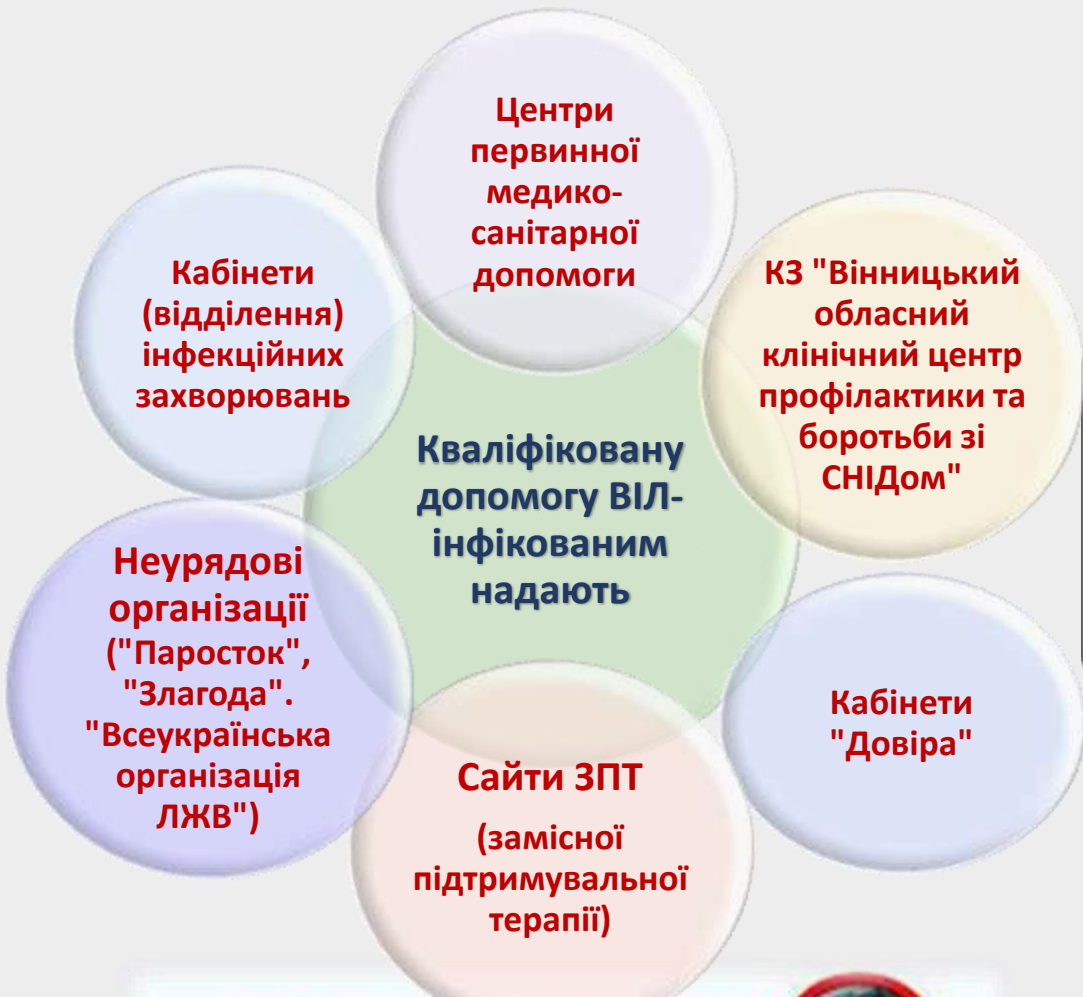 Центри
первинної
медико-
санітарної
допомоги
Кабінети
(відділення)
інфекційних
захворювань
КЗ "Вінницький
обласний
клінічний центр
профілактики та
боротьби зі
СНІДом"
Кваліфіковану
допомогу ВІЛ-
інфікованим
надають
Неурядові
організації
("Паросток",
"Злагода".
"Всеукраїнська
організація
ЛЖВ")
Кабінети
"Довіра"
Сайти ЗПТ
(замісної
підтримувальної
терапії)